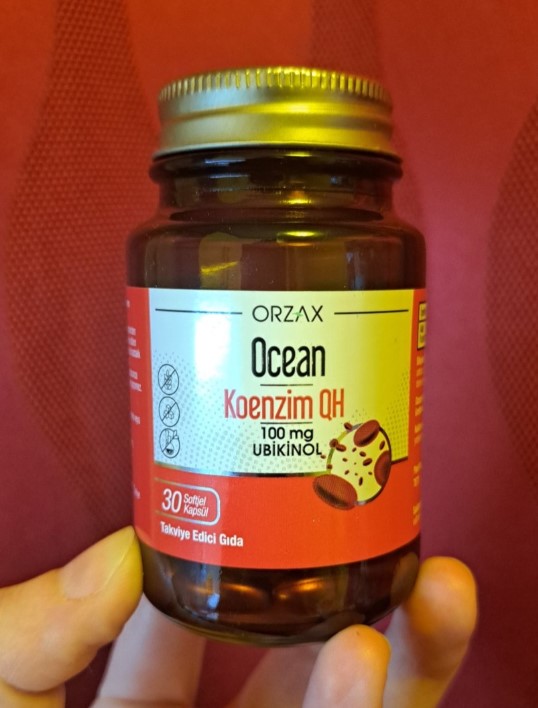 ORZAX
Ocean
Koenzim QH
100 mg
UBİKİNOL
30 Softjel
Kapsül
Takviye Edici Gıda